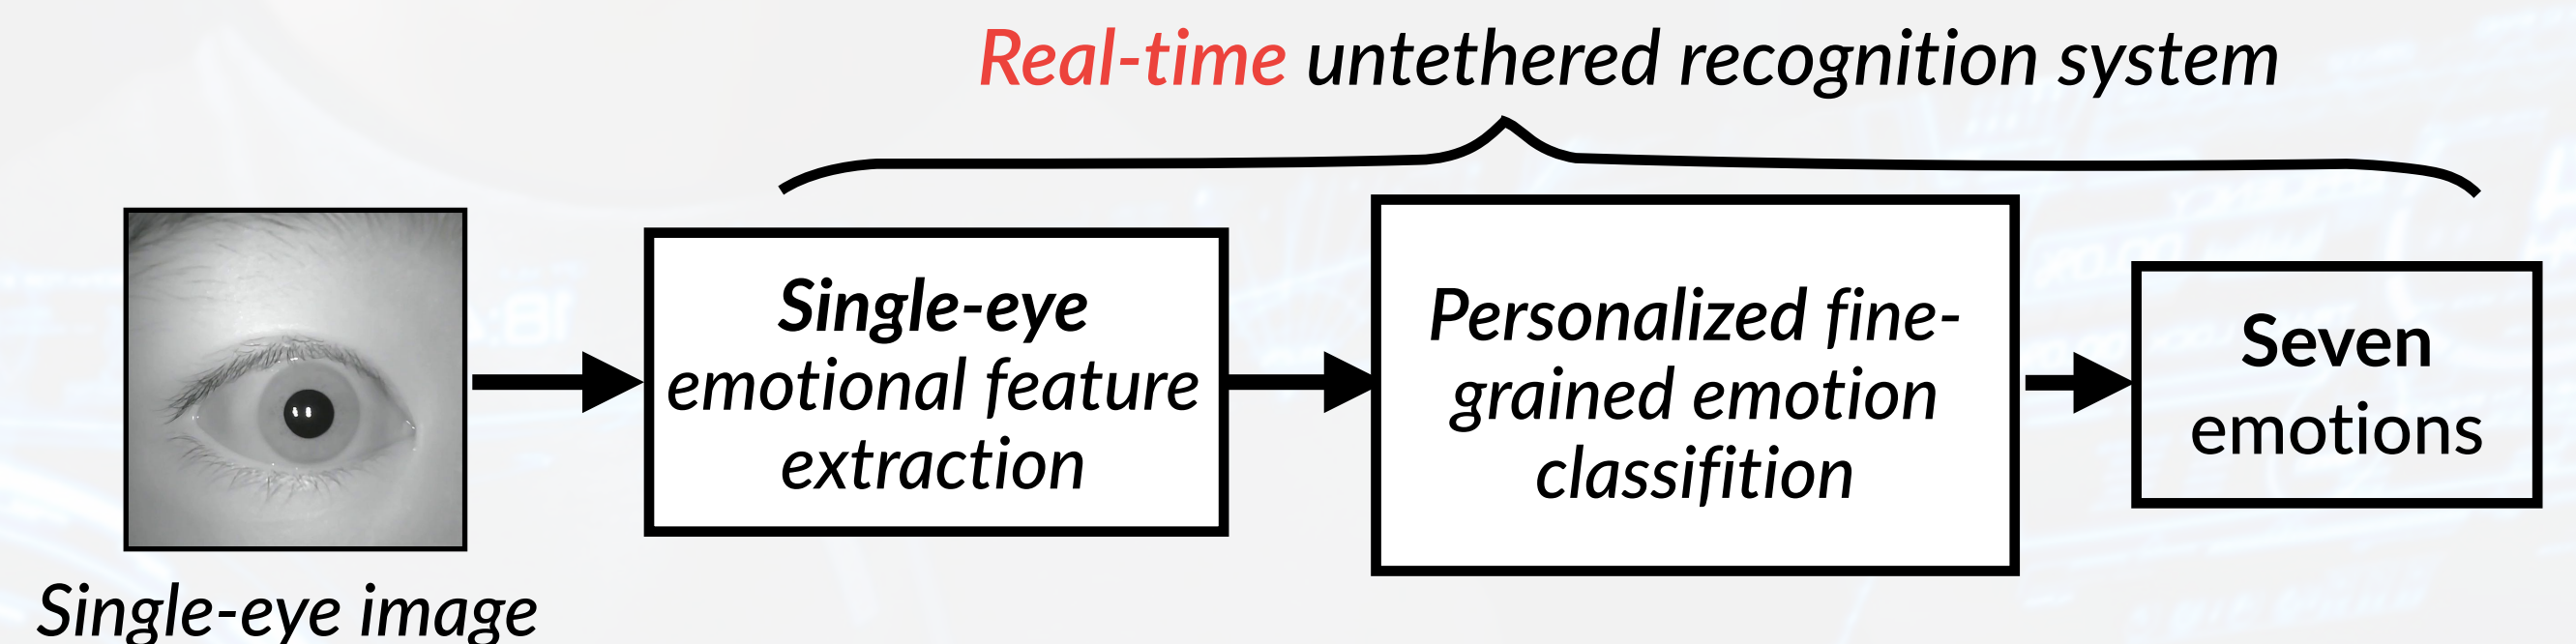 Real-time untethered recognition system
Single-eye
emotional feature
extraction
Personalized fine-
grained emotion
classifition
Seven
emotions
Single-eye image